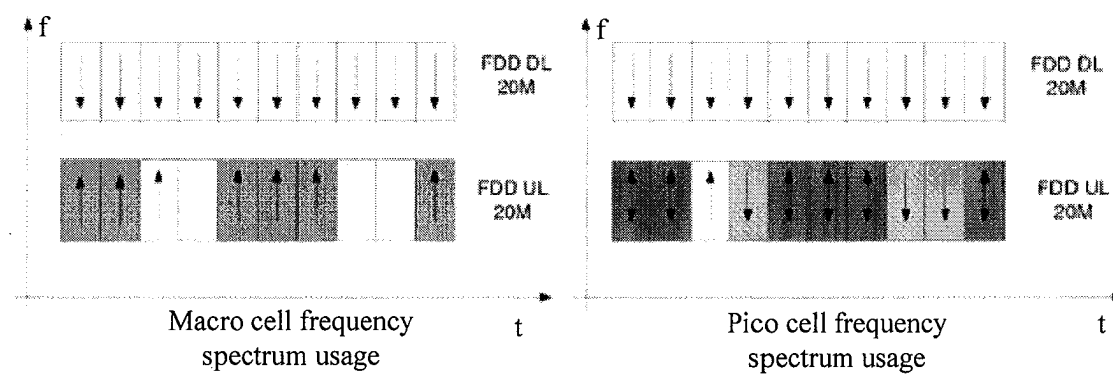 f
FDD DL
20M
FDD UL
20M
Macro cell frequency
spectrum usage
t
f
FDD DL
20M
FDD UL
20M
Pico cell frequency
spectrum usage
t